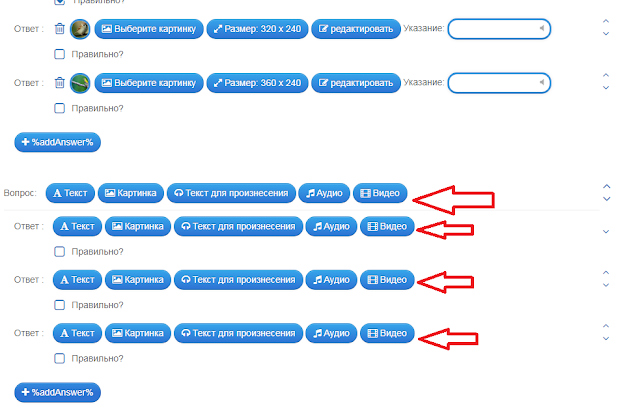 Правильно?
Ответ : Выберите картинку Размер: 320 x 240 редактировать Указание:
Правильно?
Ответ : Выберите картинку Размер: 360 x 240 редактировать Указание:
Правильно?
%addAnswer%
Вопрос: Текст Картинка Текст для произнесения Аудио Видео
Ответ : Текст Картинка Текст для произнесения Аудио Видео
Правильно?
Ответ : Текст Картинка Текст для произнесения Аудио Видео
Правильно?
Ответ : Текст Картинка Текст для произнесения Аудио Видео
Правильно?
%addAnswer%